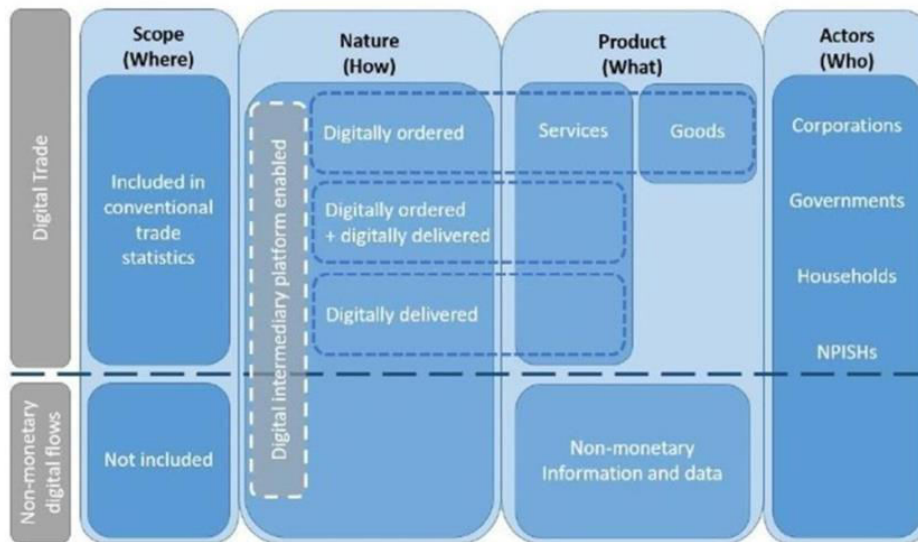 Scope
(Where)
Nature
(How)
Product
(What)
Actors
(Who)
Digital Trade
Included in
conventional
trade
statistics
Digital intermediary platform enabled
Digitally ordered
Digitally ordered
+ digitally delivered
Digitally delivered
Services
Goods
Corporations
Governments
Households
NPISHs
Non-monetary
digital flows
Not included
Non-monetary
Information and data